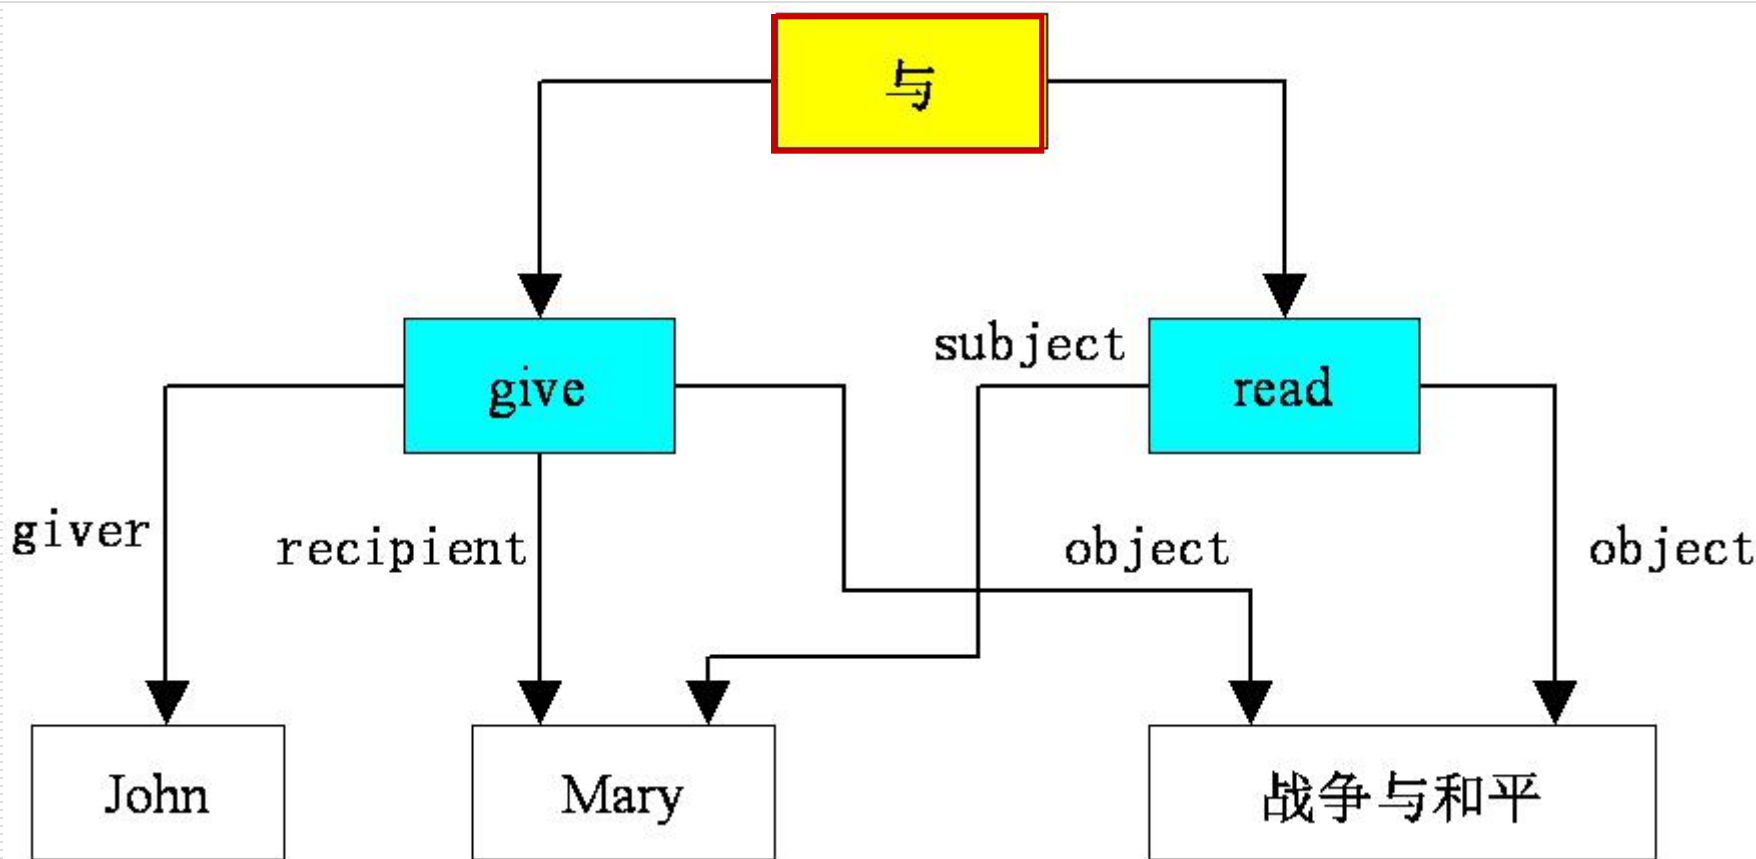 与
subject
give
read
giver
recipient
object
object
John
Mary
战争与和平